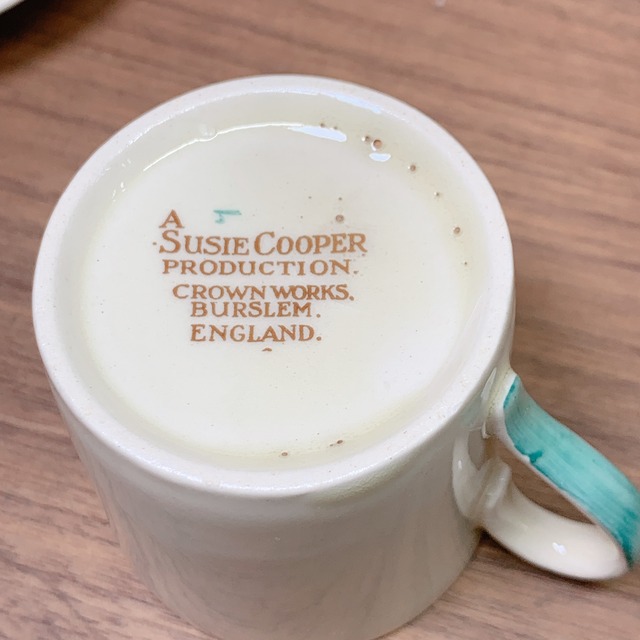 A
SUSIE COOPER
PRODUCTION.
CROWN WORKS.
BURSLEM.
ENGLAND.